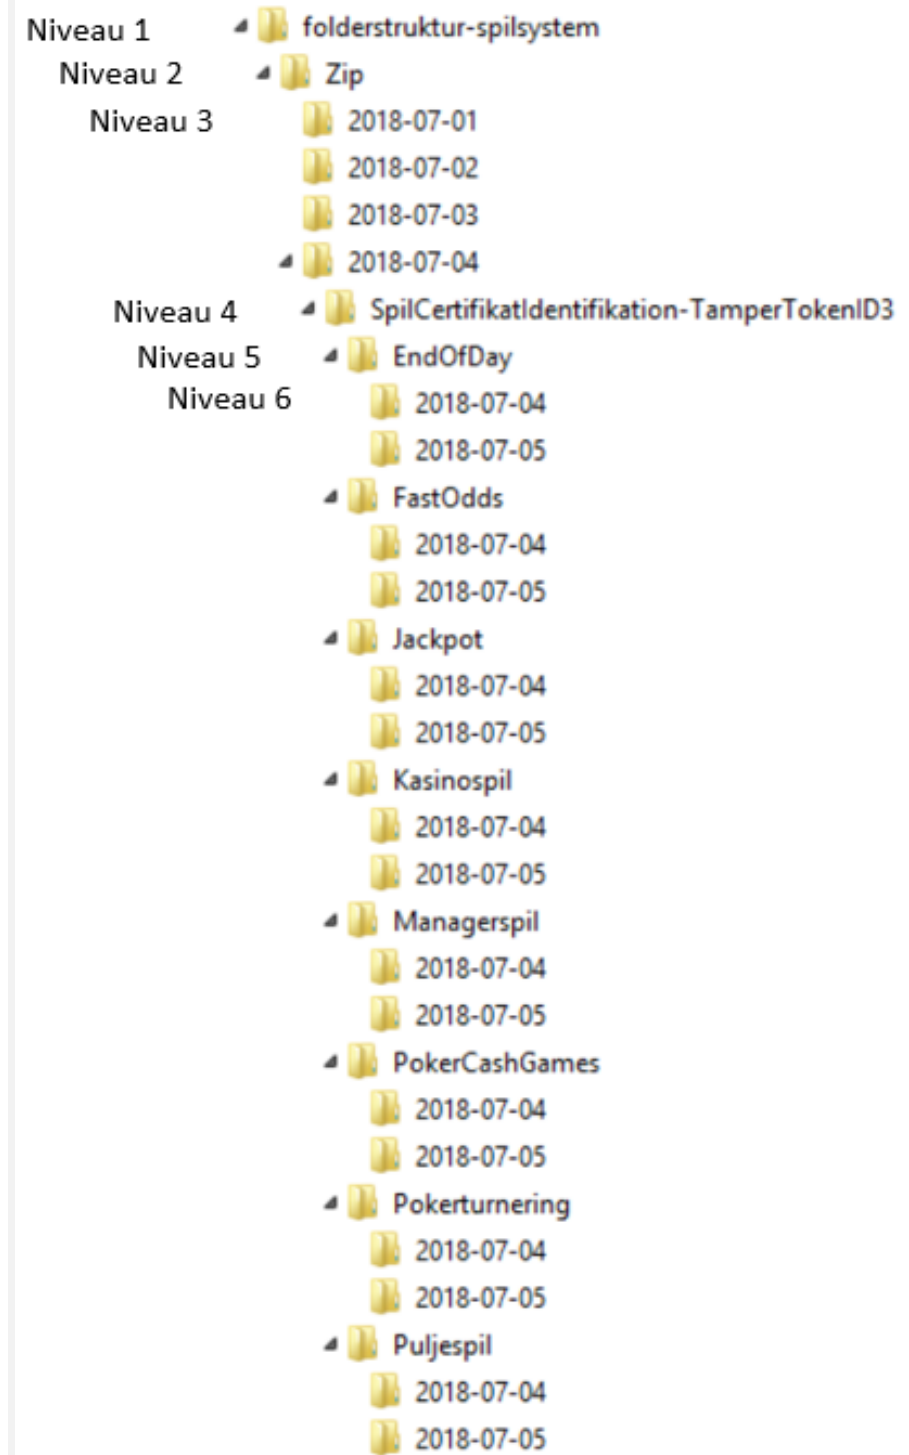 Niveau 1 folderstruktur-spilsystem
Niveau 2 Zip
Niveau 3 2018-07-01
2018-07-02
2018-07-03
2018-07-04
Niveau 4 SpilCertifikatIdentifikation-TamperTokenID3
Niveau 5 EndOfDay
Niveau 6 2018-07-04
2018-07-05
FastOdds
2018-07-04
2018-07-05
Jackpot
2018-07-04
2018-07-05
Kasinospil
2018-07-04
2018-07-05
Managerspil
2018-07-04
2018-07-05
PokerCashGames
2018-07-04
2018-07-05
Pokerturnering
2018-07-04
2018-07-05
Puljespil
2018-07-04
2018-07-05